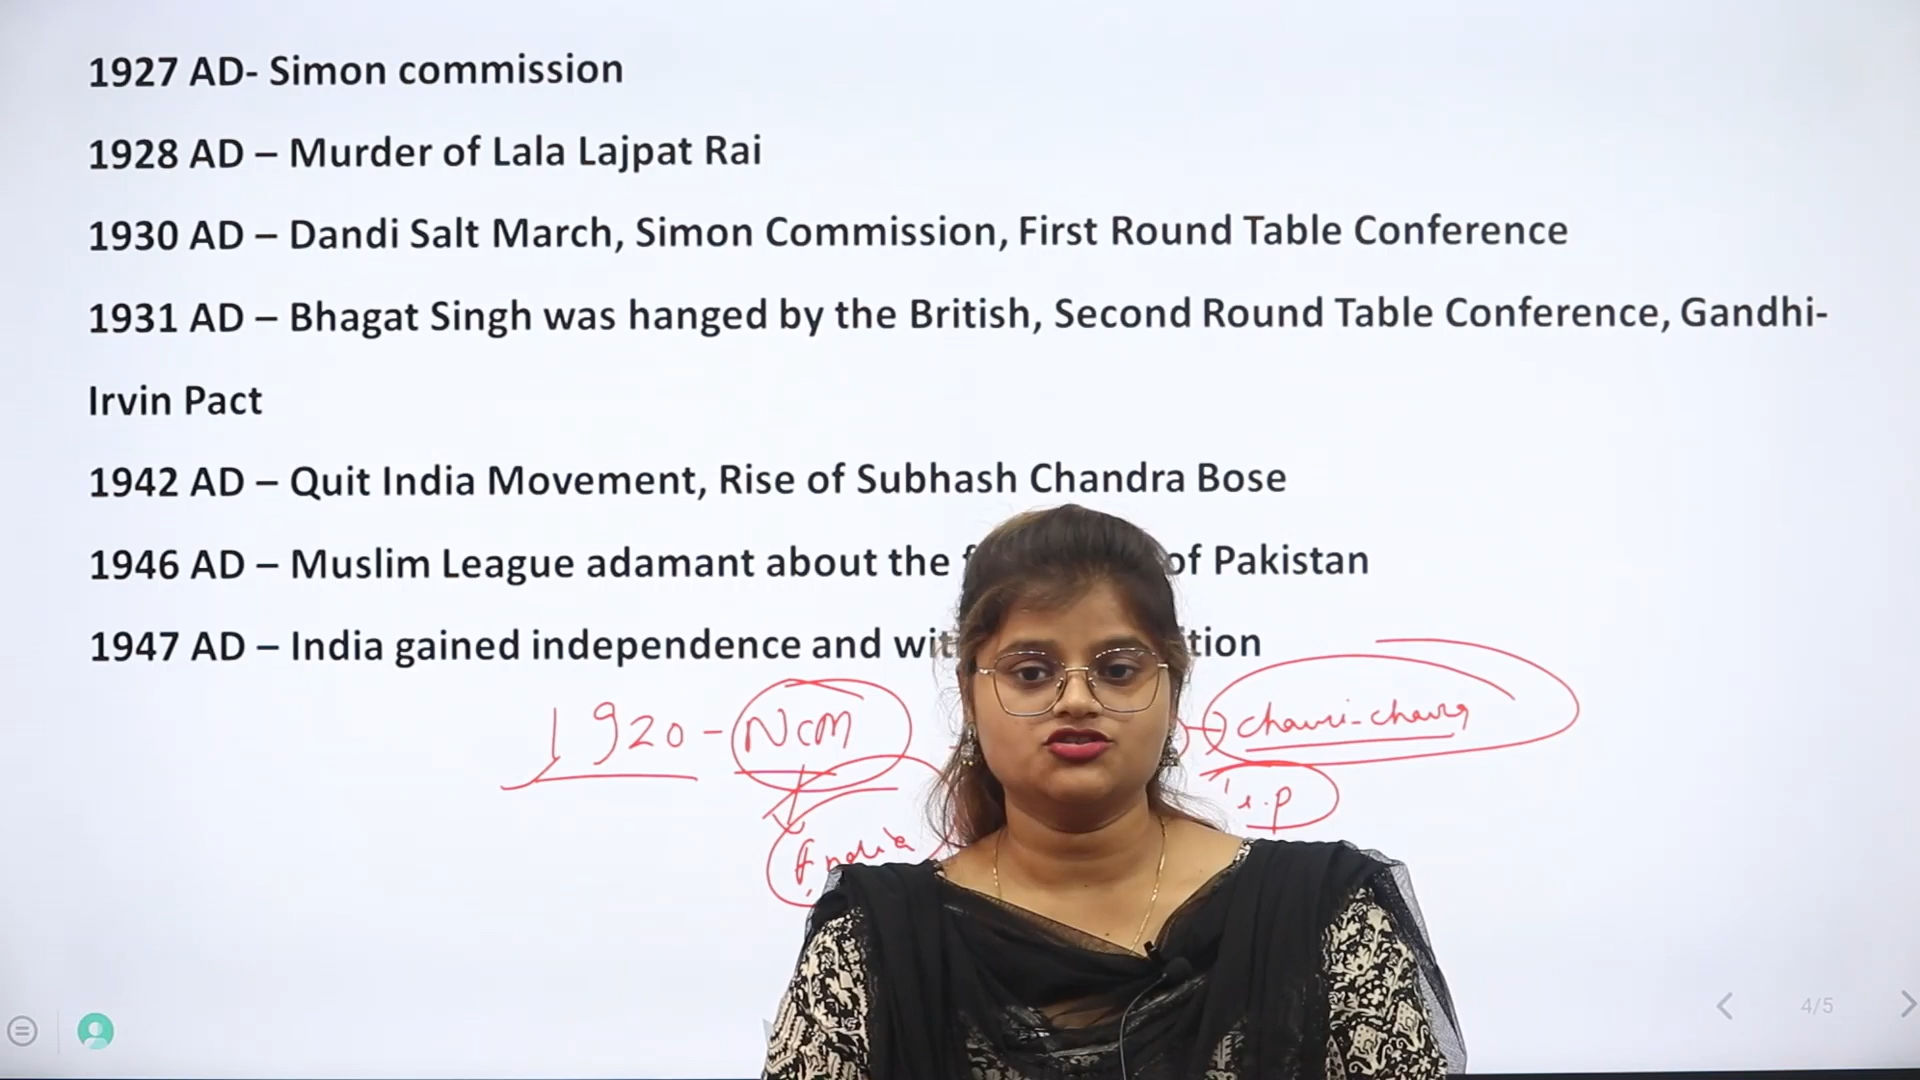 1927 AD- Simon commission
1928 AD – Murder of Lala Lajpat Rai
1930 AD – Dandi Salt March, Simon Commission, First Round Table Conference
1931 AD – Bhagat Singh was hanged by the British, Second Round Table Conference, Gandhi-
Irvin Pact
1942 AD – Quit India Movement, Rise of Subhash Chandra Bose
1946 AD – Muslim League adamant about the of Pakistan
1947 AD – India gained independence and
1920 - NCM
chauri-chaura
India
4/5